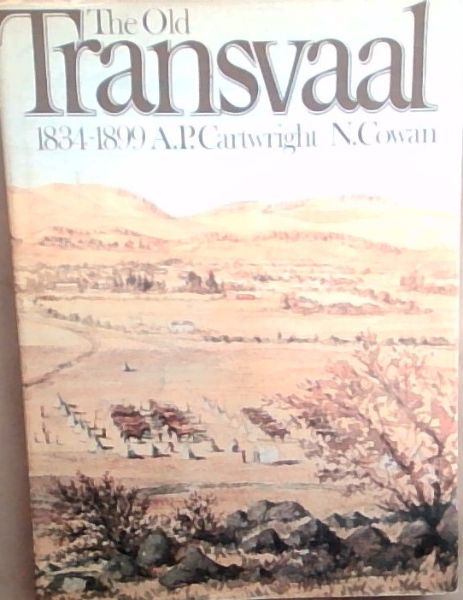 The Old
Transvaal
1834-1899 A.P. Cartwright N. Cowan